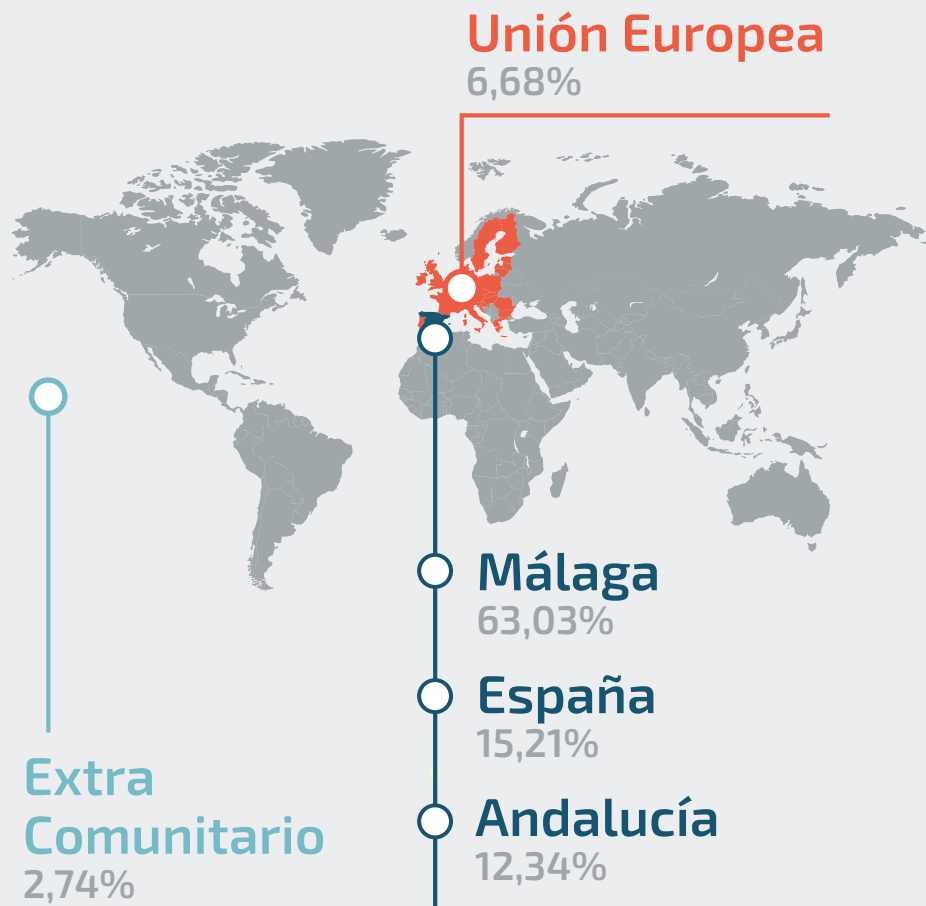 Unión Europea
6,68%
Málaga
63,03%
España
15,21%
Andalucía
12,34%
Extra
Comunitario
2,74%